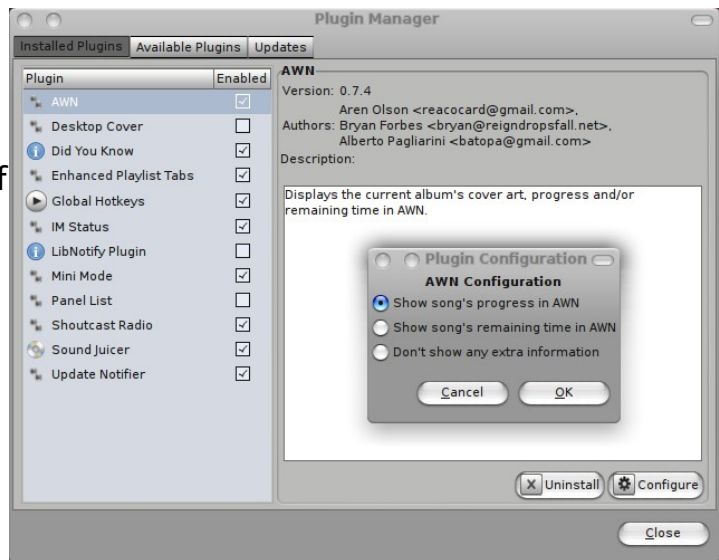 Plugin Manager
Installed Plugins Available Plugins Updates
Plugin Enabled
AWN
Desktop Cover
Did You Know
Enhanced Playlist Tabs
Global Hotkeys
IM Status
LibNotify Plugin
Mini Mode
Panel List
Shoutcast Radio
Sound Juicer
Update Notifier
f
AWN
Version: 0.7.4
Aren Olson <reacocard@gmail.com>,
Authors: Bryan Forbes <bryan@reigndropsfall.net>,
Alberto Pagliarini <batopa@gmail.com>
Description:
Displays the current album's cover art, progress and/or
remaining time in AWN.
Plugin Configuration
AWN Configuration
Show song's progress in AWN
Show song's remaining time in AWN
Don't show any extra information
Cancel OK
Uninstall Configure
Close